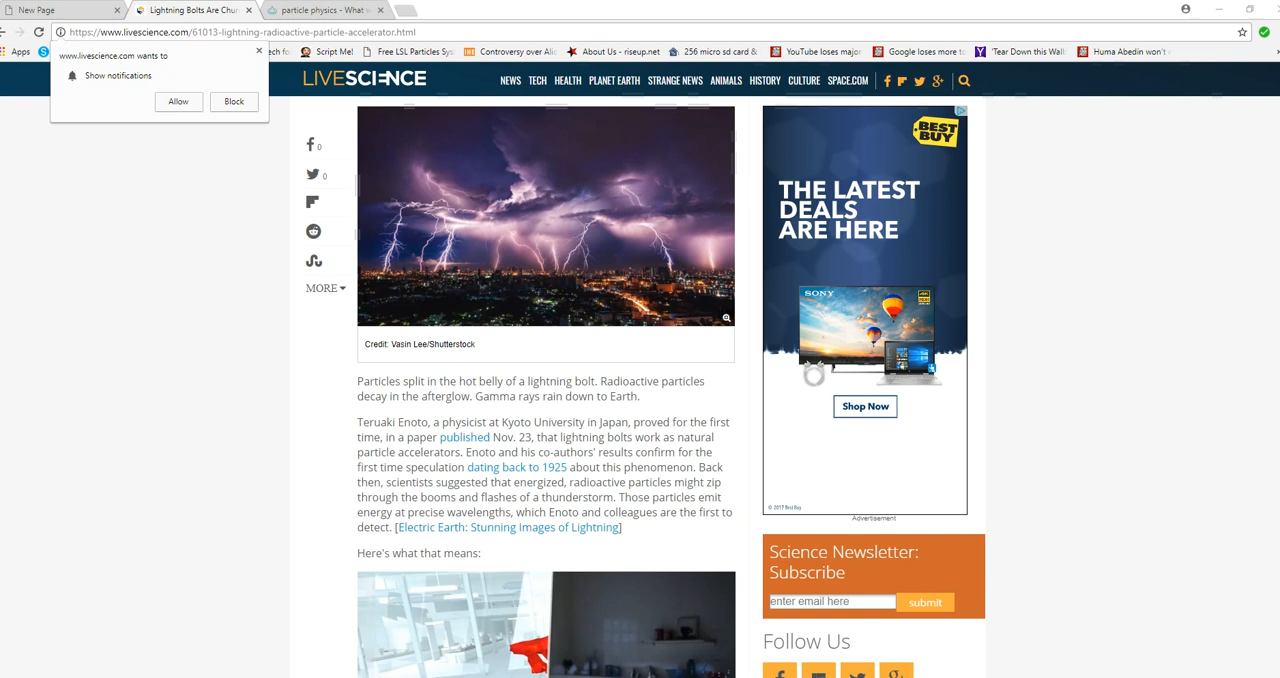 New Page
Lightning Bolts Are Chur
particle physics - What w
https://www.livescience.com/61013-lightning-radioactive-particle-accelerator.html
Apps
ech fo
Script Me!
Free LSL Particles Sys
Controversy over Alic
About Us - riseup.net
256 micro sd card &
YouTube loses major
Google loses more to
'Tear Down this Wall
Huma Abedin won't
www.livescience.com wants to
Show notifications
Allow
Block
LIVESCIENCE
NEWS TECH HEALTH PLANET EARTH STRANGE NEWS ANIMALS HISTORY CULTURE SPACE.COM
0
0
MORE
Credit: Vasin Lee/Shutterstock
Particles split in the hot belly of a lightning bolt. Radioactive particles
decay in the afterglow. Gamma rays rain down to Earth.
Teruaki Enoto, a physicist at Kyoto University in Japan, proved for the first
time, in a paper published Nov. 23, that lightning bolts work as natural
particle accelerators. Enoto and his co-authors' results confirm for the
first time speculation dating back to 1925 about this phenomenon. Back
then, scientists suggested that energized, radioactive particles might zip
through the booms and flashes of a thunderstorm. Those particles emit
energy at precise wavelengths, which Enoto and colleagues are the first to
detect. [Electric Earth: Stunning Images of Lightning]
Here's what that means:
BEST
BUY
THE LATEST
DEALS
ARE HERE
SONY
Shop Now
© 2017 Best Buy
Advertisement
Science Newsletter:
Subscribe
enter email here
submit
Follow Us